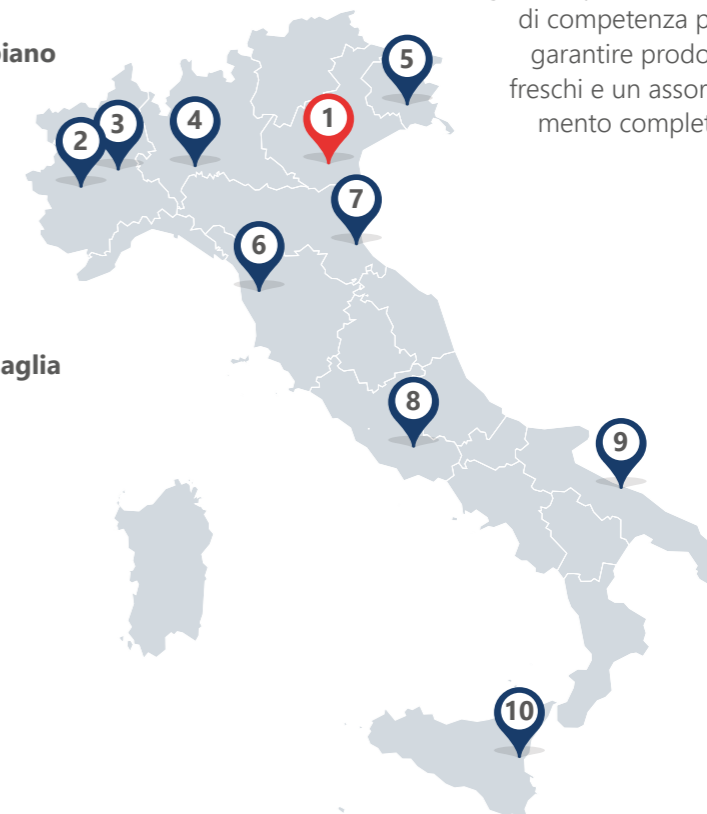 di competenza p
garantire prodo
freschi e un assor
mento complet
iano
5
1
3
4
2
7
6
aglia
8
9
10